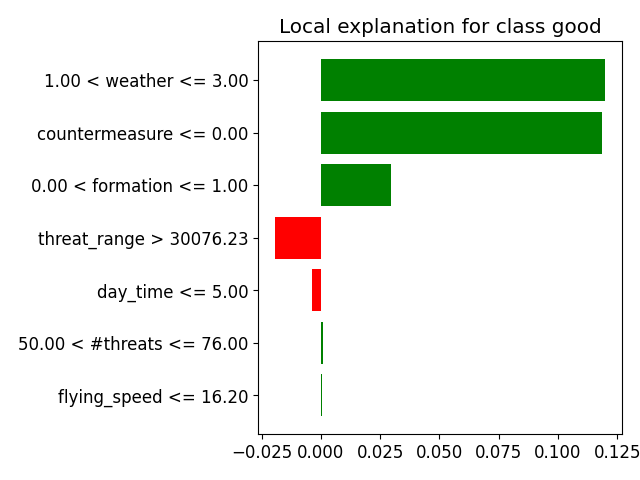 Local explanation for class good
1.00 < weather <= 3.00
countermeasure <= 0.00
0.00 < formation <= 1.00
threat_range > 30076.23
day_time <= 5.00
50.00 < #threats <= 76.00
flying_speed <= 16.20
−0.025 0.000 0.025 0.050 0.075 0.100 0.125